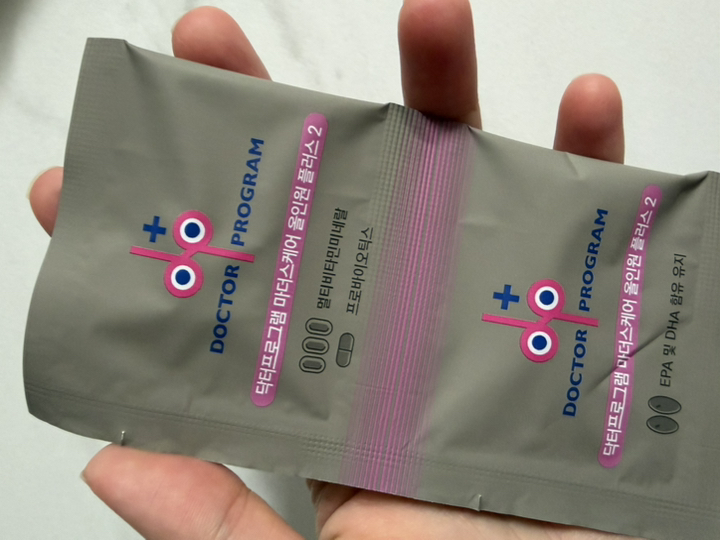 DOCTOR PROGRAM
닥터프로그램 마더스케어 올인원 플러스 2
멀티비타민미네랄
프로바이오틱스
DOCTOR PROGRAM
닥터프로그램 마더스케어 올인원 플러스 2
EPA 및 DHA 함유 유지